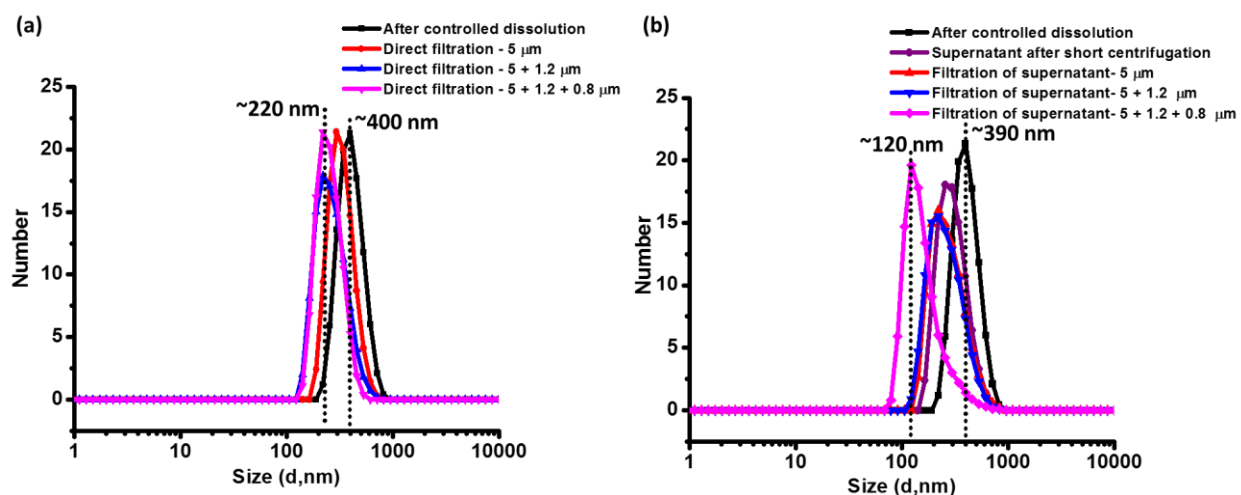 (a)
After controlled dissolution
Direct filtration - 5 μm
Direct filtration - 5 + 1.2 μm
Direct filtration - 5 + 1.2 + 0.8 μm
~220 nm
~400 nm
25
20
15
10
5
0
Number
1
10
100
1000
10000
Size (d,nm)
(b)
After controlled dissolution
Supernatant after short centrifugation
Filtration of supernatant- 5 μm
Filtration of supernatant- 5 + 1.2 μm
Filtration of supernatant- 5 + 1.2 + 0.8 μm
~120 nm
~390 nm
25
20
15
10
5
0
Number
1
10
100
1000
10000
Size (d,nm)